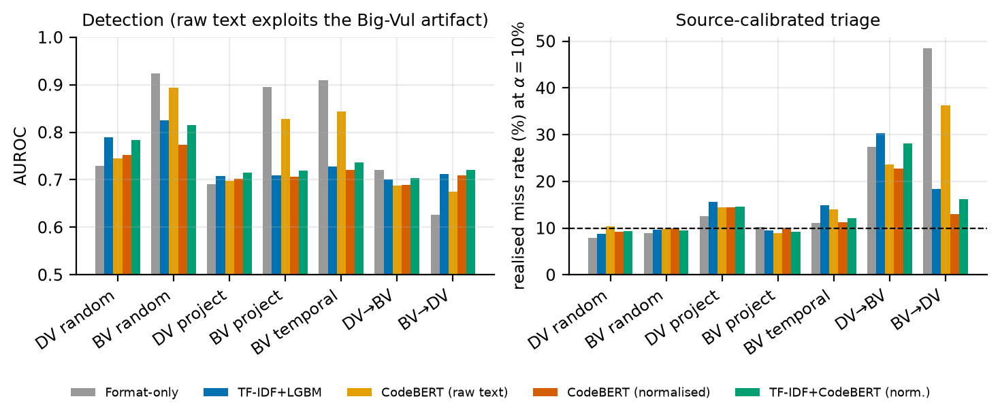 Detection (raw text exploits the Big-Vul artifact)
AUROC
1.0
0.9
0.8
0.7
0.6
0.5
DV random
BV random
DV project
BV project
BV temporal
DV→BV
BV→DV
Source-calibrated triage
realised miss rate (%) at α = 10%
50
40
30
20
10
0
DV random
BV random
DV project
BV project
BV temporal
DV→BV
BV→DV
Format-only
TF-IDF+LGBM
CodeBERT (raw text)
CodeBERT (normalised)
TF-IDF+CodeBERT (norm.)